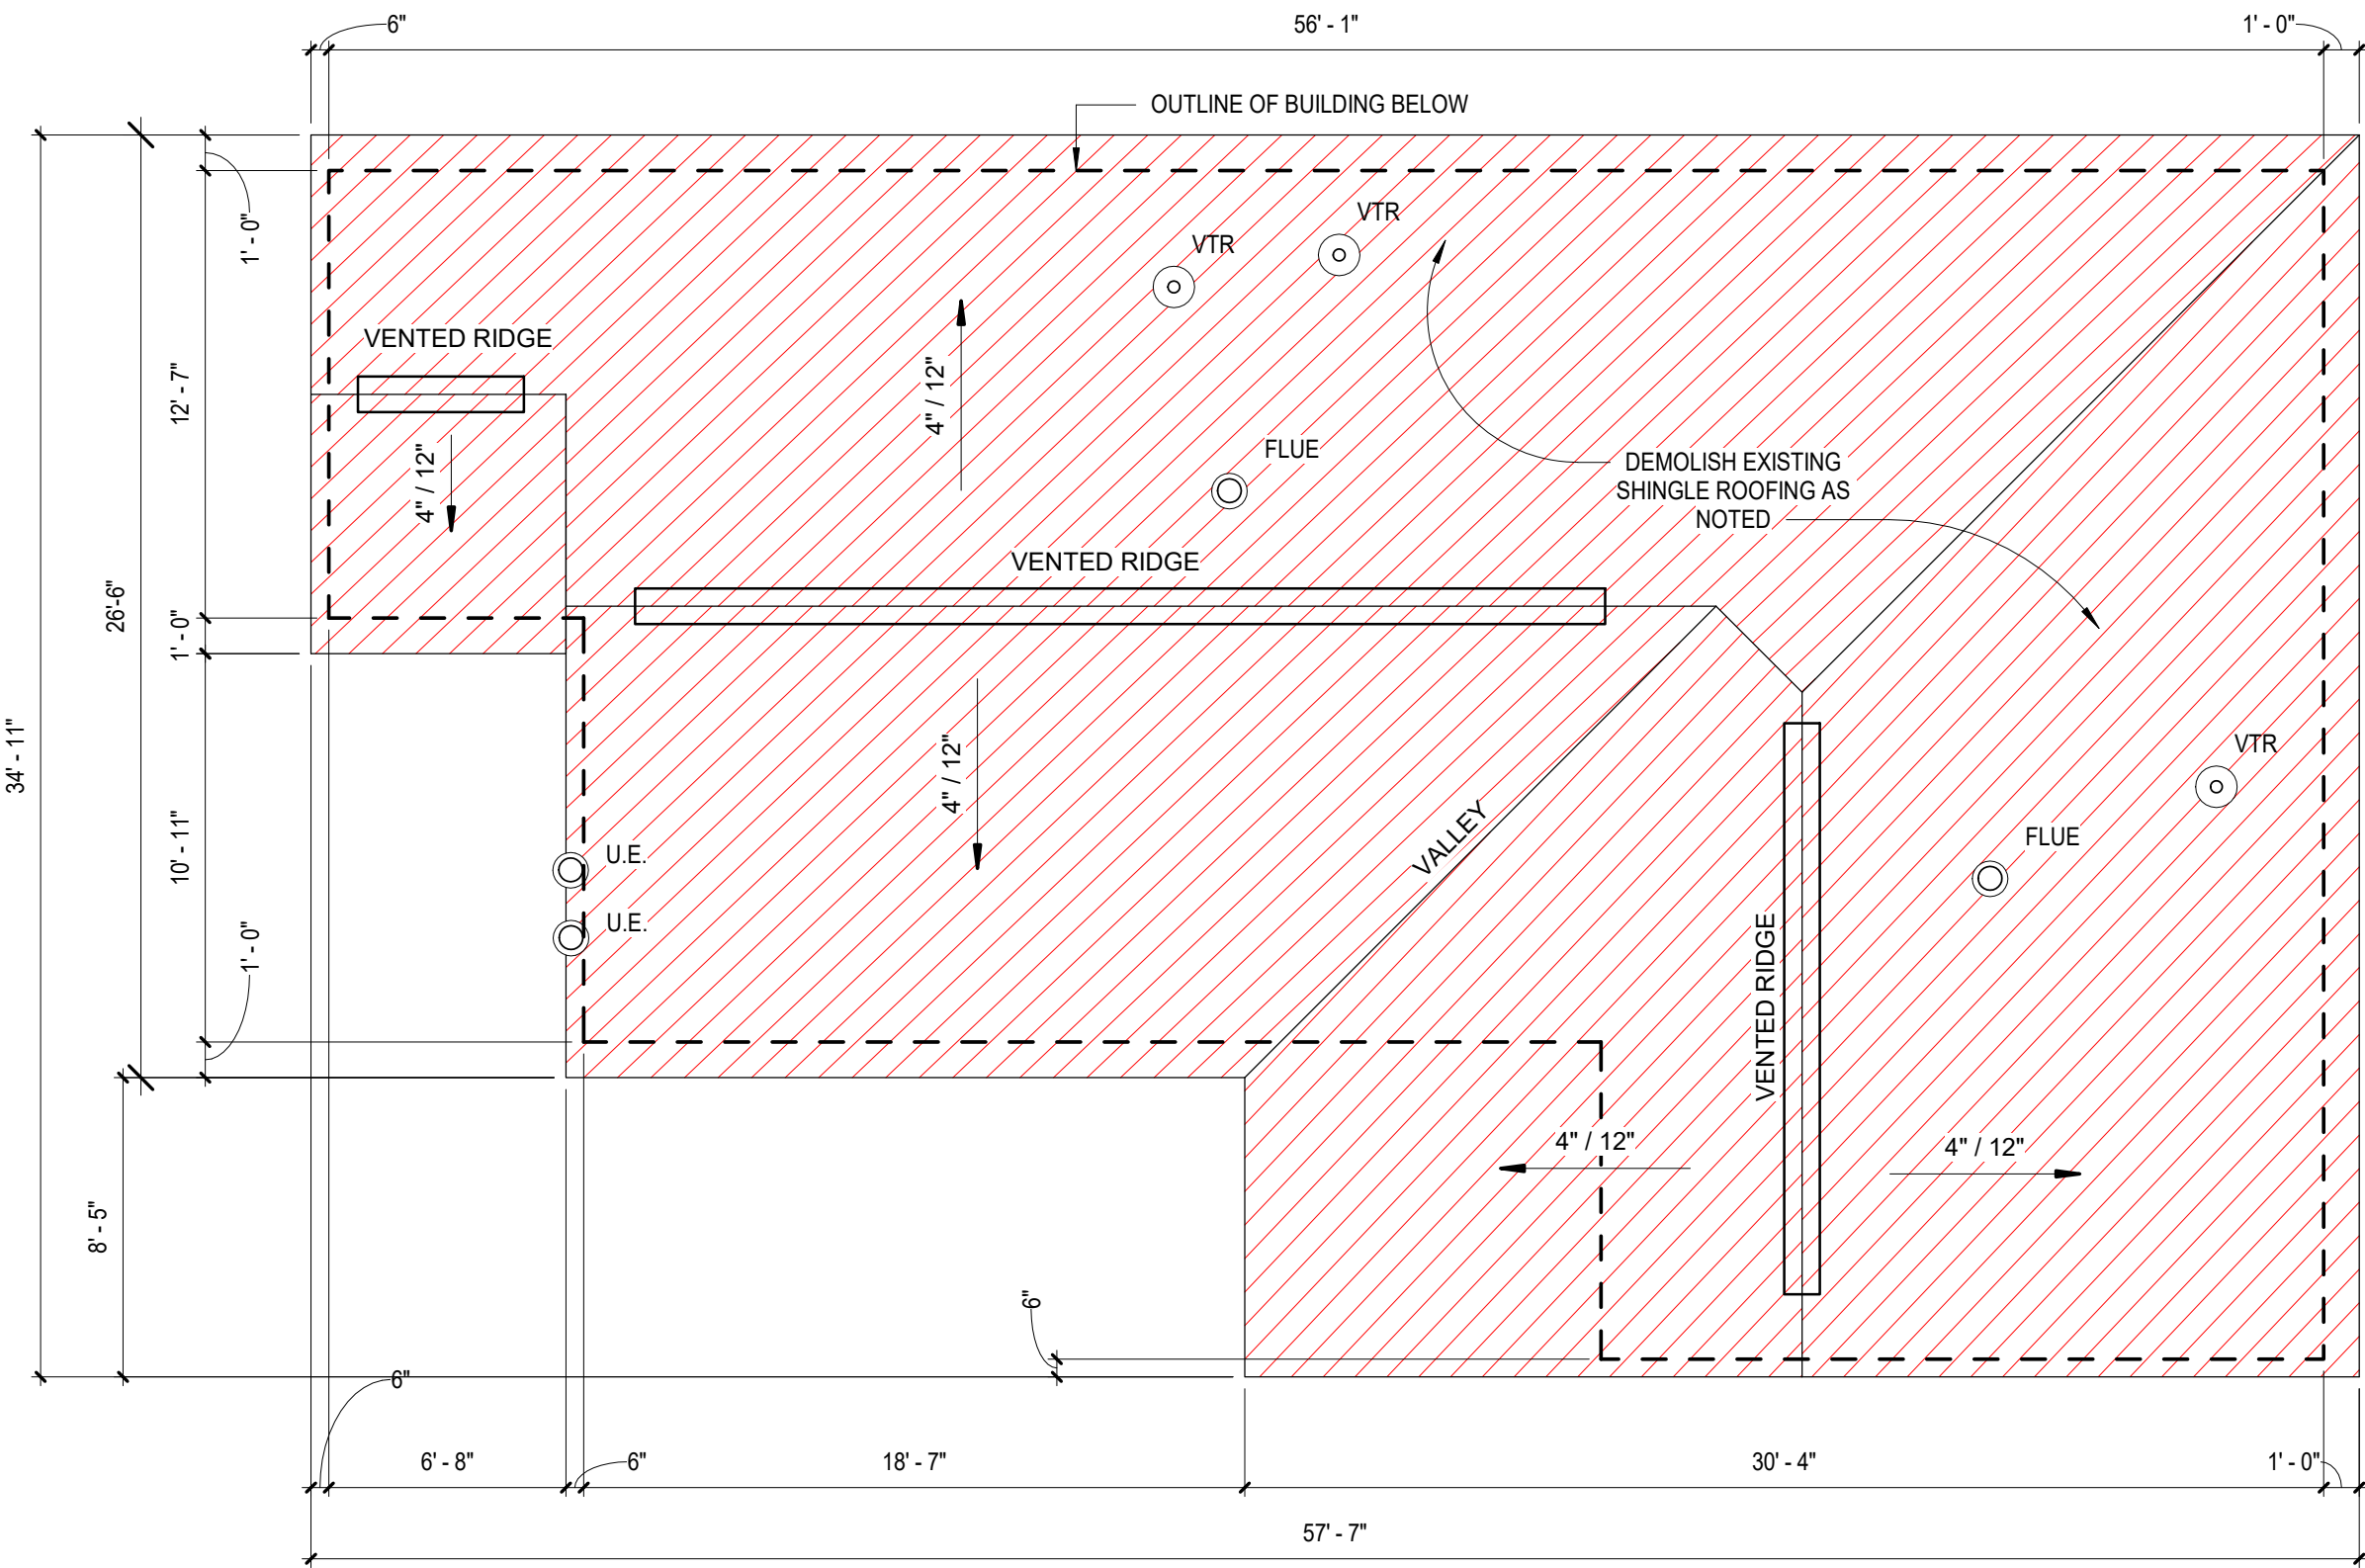 6"
56' - 1"
1' - 0"
OUTLINE OF BUILDING BELOW
VTR
VTR
1' - 0"
VENTED RIDGE
4" / 12"
12' - 7"
4" / 12"
FLUE
DEMOLISH EXISTING
SHINGLE ROOFING AS
NOTED
VENTED RIDGE
26'-6"
1' - 0"
34' - 11"
4" / 12"
VTR
10' - 11"
U.E.
VALLEY
FLUE
U.E.
1' - 0"
VENTED RIDGE
4" / 12"
4" / 12"
8' - 5"
6"
6"
6' - 8"
6"
18' - 7"
30' - 4"
1' - 0"
57' - 7"